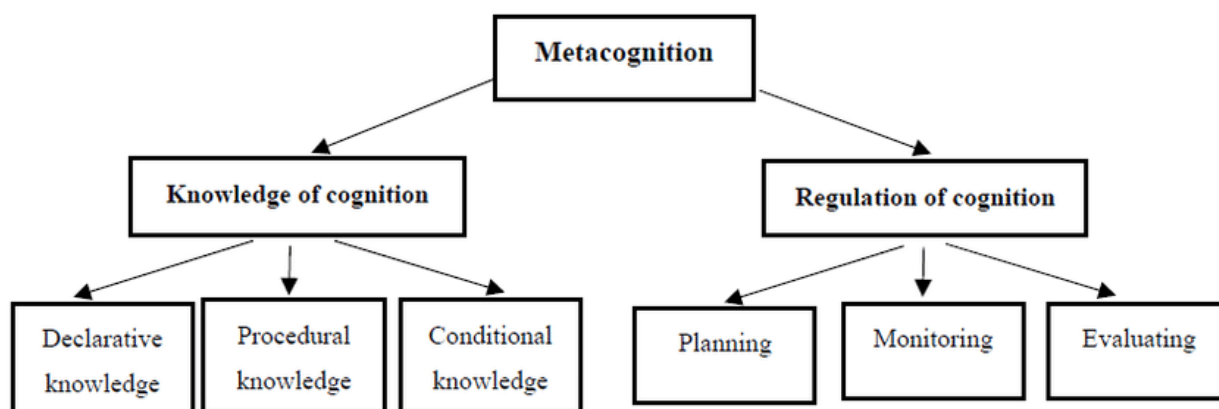 Metacognition
Knowledge of cognition
Regulation of cognition
Declarative
knowledge
Procedural
knowledge
Conditional
knowledge
Planning
Monitoring
Evaluating